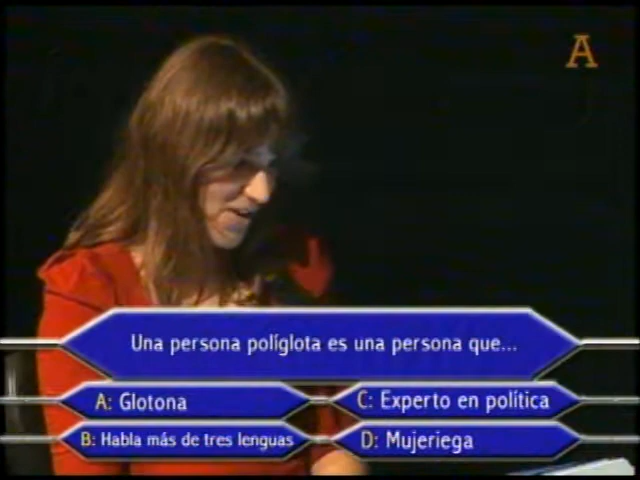 A
Una persona políglota es una persona que...
A: Glotona
C: Experto en política
B: Habla más de tres lenguas
D: Mujeriega